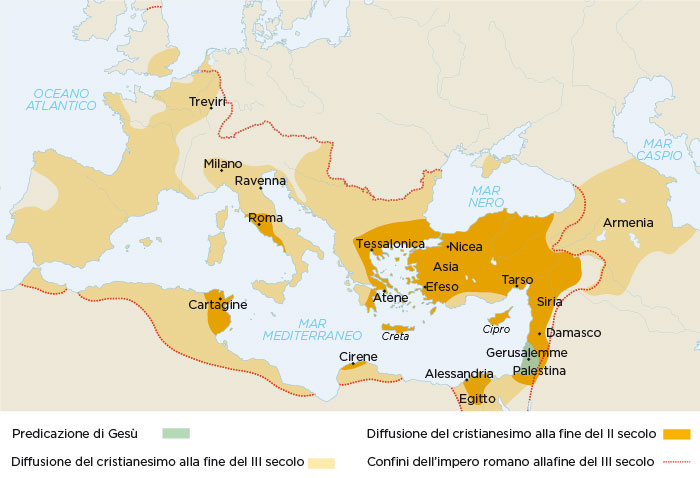 OCEANO
ATLANTICO
Treviri
MAR
CASPIO
Milano
Ravenna
MAR
NERO
Roma
Armenia
Tessalonica
Nicea
Asia
Tarso
Efeso
Atene
Siria
Cartagine
MAR
MEDITERRANEO
Creta
Cipro
Damasco
Cirene
Gerusalemme
Alessandria
Palestina
Egitto
Predicazione di Gesù
Diffusione del cristianesimo alla fine del II secolo
Diffusione del cristianesimo alla fine del III secolo
Confini dell'impero romano allafine del III secolo